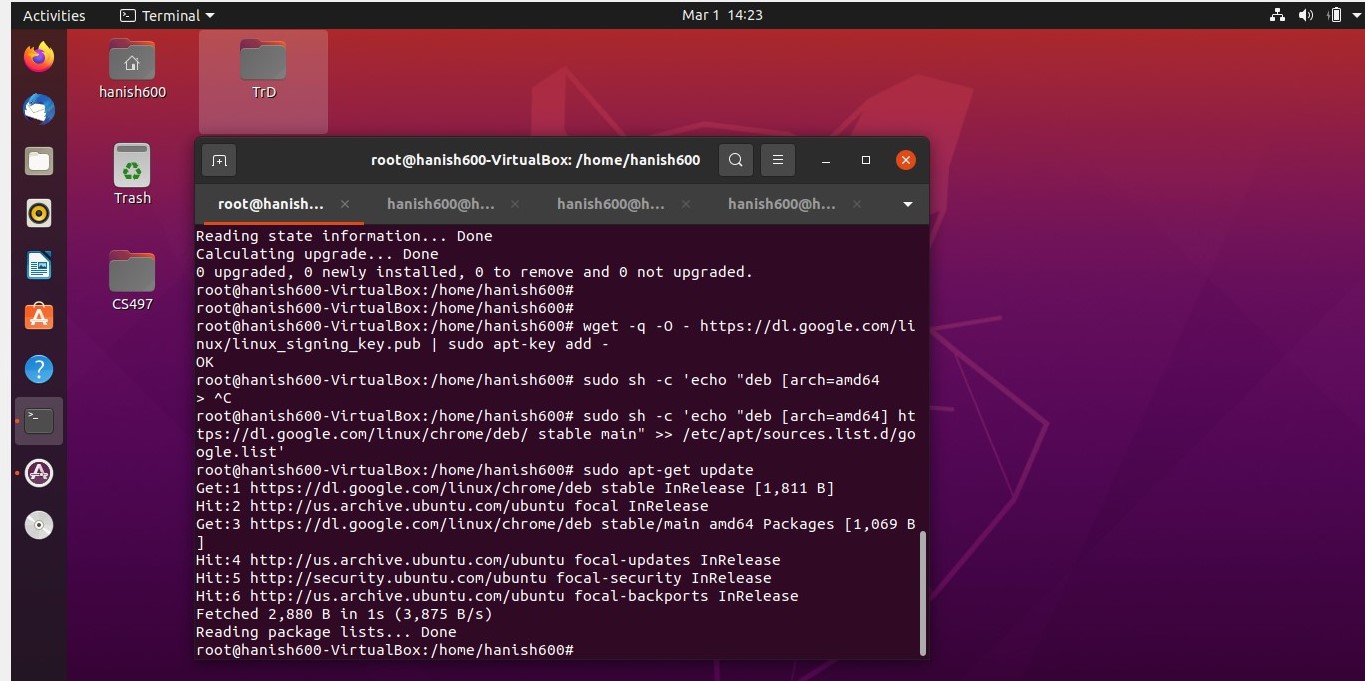 Activities
Terminal
Mar 1 14:23
hanish600
TrD
Trash
CS497
root@hanish600-VirtualBox: /home/hanish600
root@hanish...
hanish600@h...
hanish600@h...
hanish600@h...
Reading state information... Done
Calculating upgrade... Done
0 upgraded, 0 newly installed, 0 to remove and 0 not upgraded.
root@hanish600-VirtualBox:/home/hanish600#
root@hanish600-VirtualBox:/home/hanish600#
root@hanish600-VirtualBox:/home/hanish600# wget -q -O - https://dl.google.com/li
nux/linux_signing_key.pub | sudo apt-key add -
OK
root@hanish600-VirtualBox:/home/hanish600# sudo sh -c 'echo "deb [arch=amd64
> ^C
root@hanish600-VirtualBox:/home/hanish600# sudo sh -c 'echo "deb [arch=amd64] ht
tps://dl.google.com/linux/chrome/deb/ stable main" >> /etc/apt/sources.list.d/go
ogle.list'
root@hanish600-VirtualBox:/home/hanish600# sudo apt-get update
Get:1 https://dl.google.com/linux/chrome/deb stable InRelease [1,811 B]
Hit:2 http://us.archive.ubuntu.com/ubuntu focal InRelease
Get:3 https://dl.google.com/linux/chrome/deb stable/main amd64 Packages [1,069 B
]
Hit:4 http://us.archive.ubuntu.com/ubuntu focal-updates InRelease
Hit:5 http://security.ubuntu.com/ubuntu focal-security InRelease
Hit:6 http://us.archive.ubuntu.com/ubuntu focal-backports InRelease
Fetched 2,880 B in 1s (3,875 B/s)
Reading package lists... Done
root@hanish600-VirtualBox:/home/hanish600#